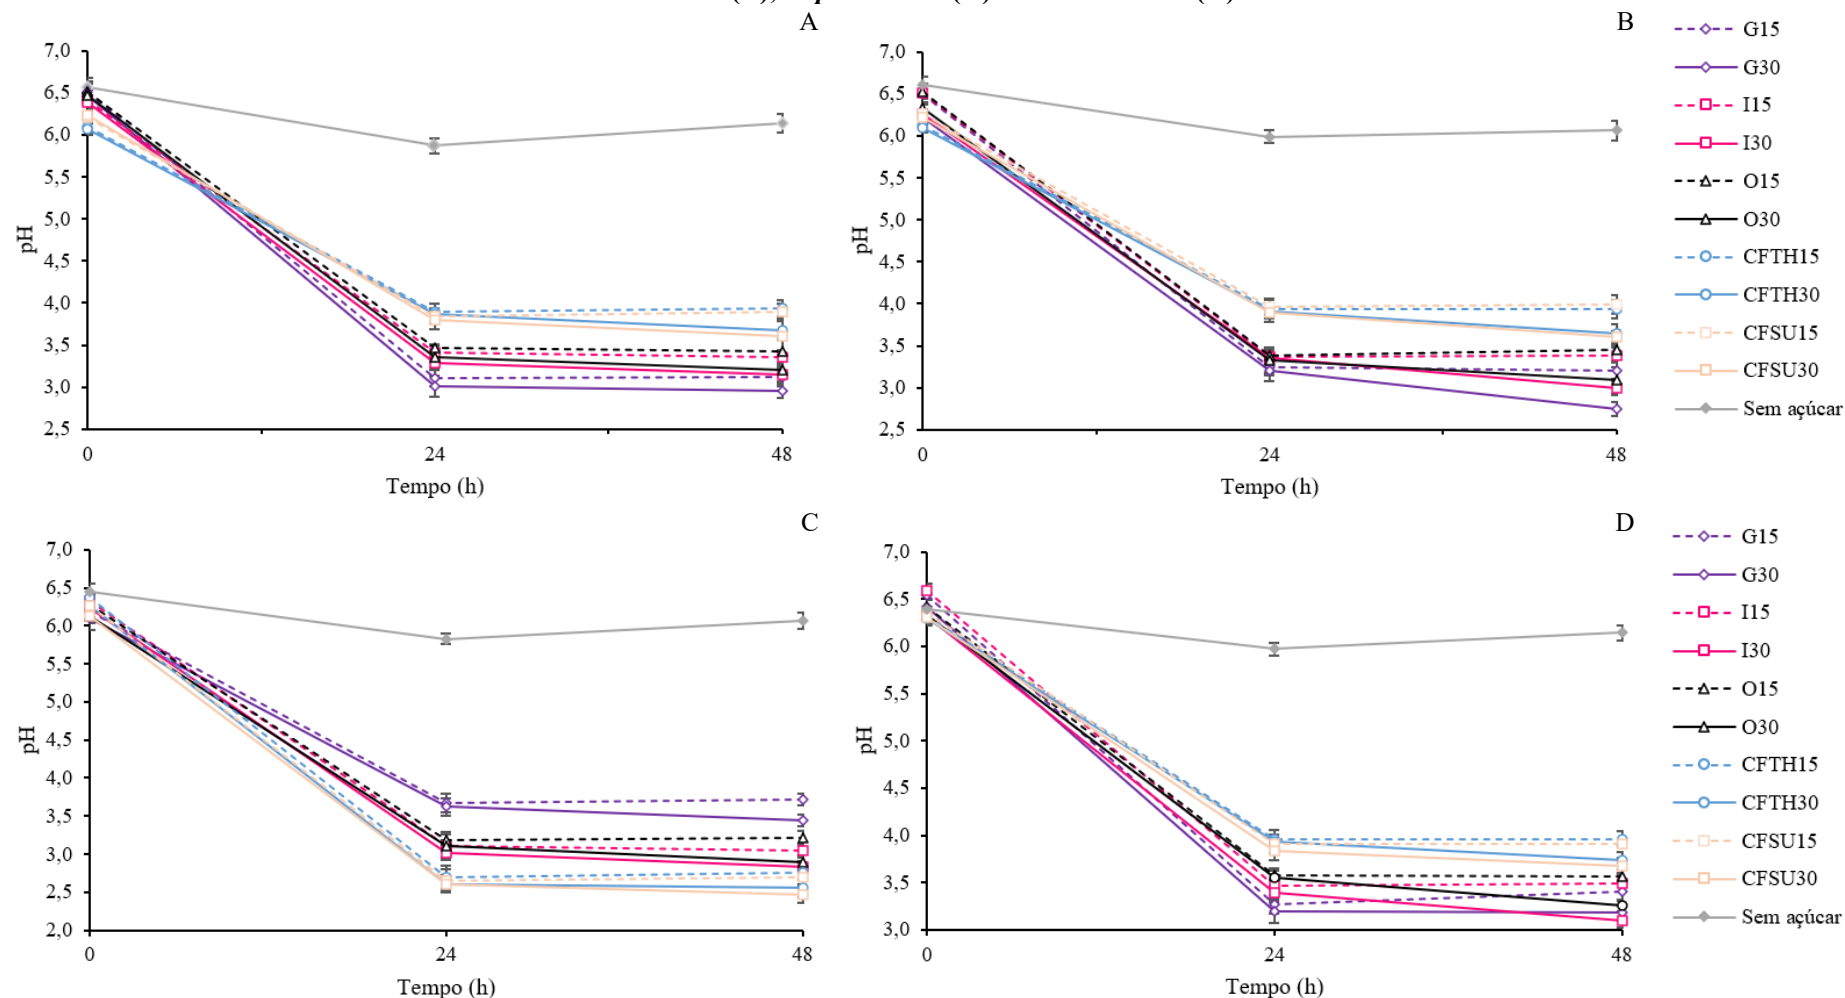 A
7,0
6,5
6,0
5,5
5,0
4,5
4,0
3,5
3,0
2,5
pH
0 24 48
Tempo (h)
B
7,0
6,5
6,0
5,5
5,0
4,5
4,0
3,5
3,0
2,5
pH
0 24 48
Tempo (h)
G15
G30
I15
I30
O15
O30
CFTH15
CFTH30
CFSU15
CFSU30
Sem açúcar
C
7,0
6,5
6,0
5,5
5,0
4,5
4,0
3,5
3,0
2,5
2,0
pH
0 24 48
Tempo (h)
D
7,0
6,5
6,0
5,5
5,0
4,5
4,0
3,5
3,0
pH
0 24 48
Tempo (h)
G15
G30
I15
I30
O15
O30
CFTH15
CFTH30
CFSU15
CFSU30
Sem açúcar